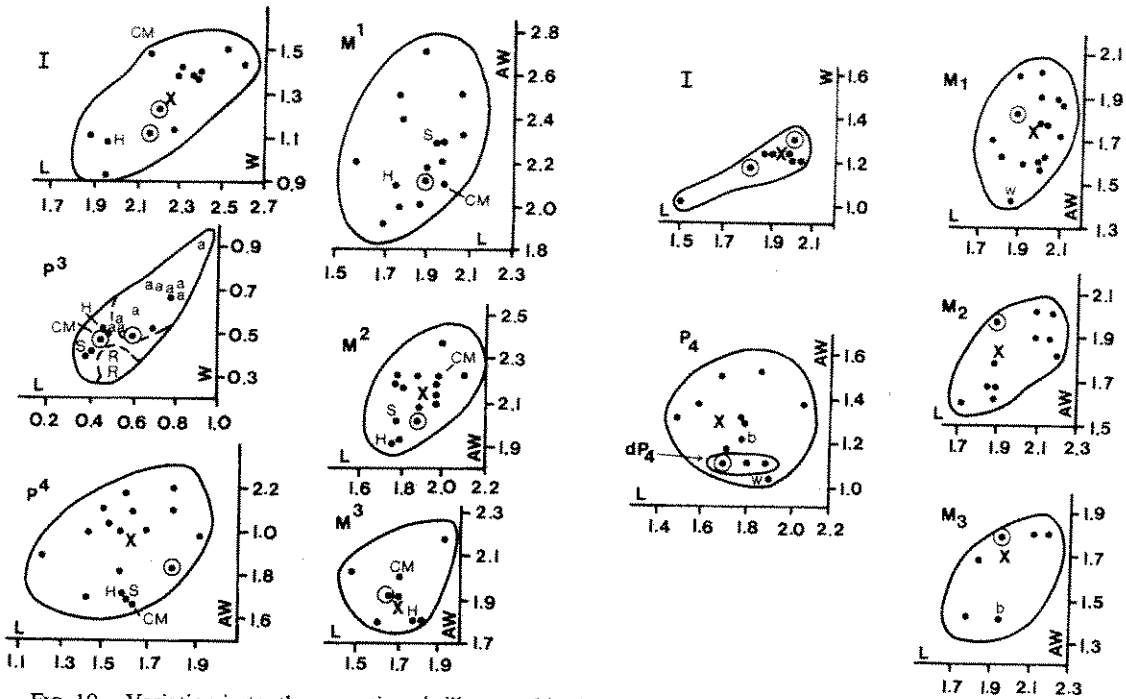 I
CM
H
1.5
1.3
1.1
0.9
W
L
1.7 1.9 2.1 2.3 2.5 2.7
M1
2.8
AW
2.6
2.4
2.2
2.0
1.8
S
H
CM
L
1.5 1.7 1.9 2.1 2.3
I
W
1.6
1.4
1.2
1.0
L
1.5 1.7 1.9 2.1
M1
2.1
1.9
1.7
1.5
1.3
w
AW
L
1.7 1.9 2.1 2.3
P3
a
0.9
a a a a a
0.7
H
a
a
CM
a a
0.5
S
R
R
0.3
W
L
0.2 0.4 0.6 0.8 1.0
M2
2.5
2.3
2.1
1.9
CM
S
H
AW
L
1.6 1.8 2.0 2.2
P4
AW
1.6
1.4
1.2
1.0
b
dP4
w
L
1.4 1.6 1.8 2.0 2.2
M2
2.1
1.9
1.7
1.5
AW
L
1.7 1.9 2.1 2.3
P4
2.2
1.0
1.8
1.6
H S
CM
AW
L
1.1 1.3 1.5 1.7 1.9
M3
2.3
2.1
1.9
1.7
CM
H
AW
L
1.5 1.7 1.9
M3
1.9
1.7
1.5
1.3
b
AW
L
1.7 1.9 2.1 2.3